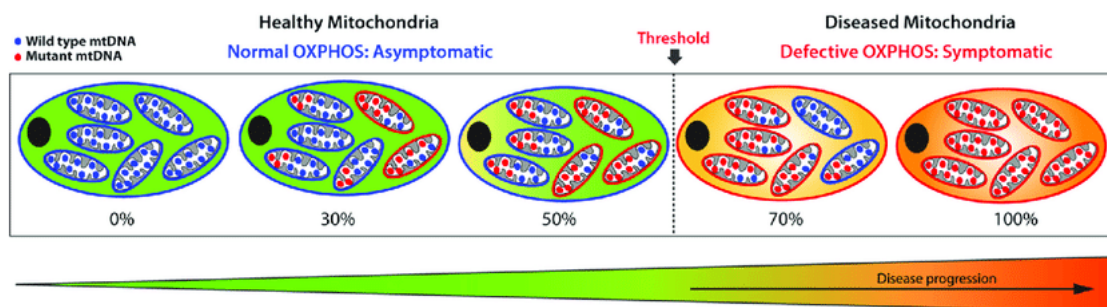 Healthy Mitochondria
Diseased Mitochondria
Wild type mtDNA
Mutant mtDNA
Normal OXPHOS: Asymptomatic
Threshold
Defective OXPHOS: Symptomatic
0%
30%
50%
70%
100%
Disease progression